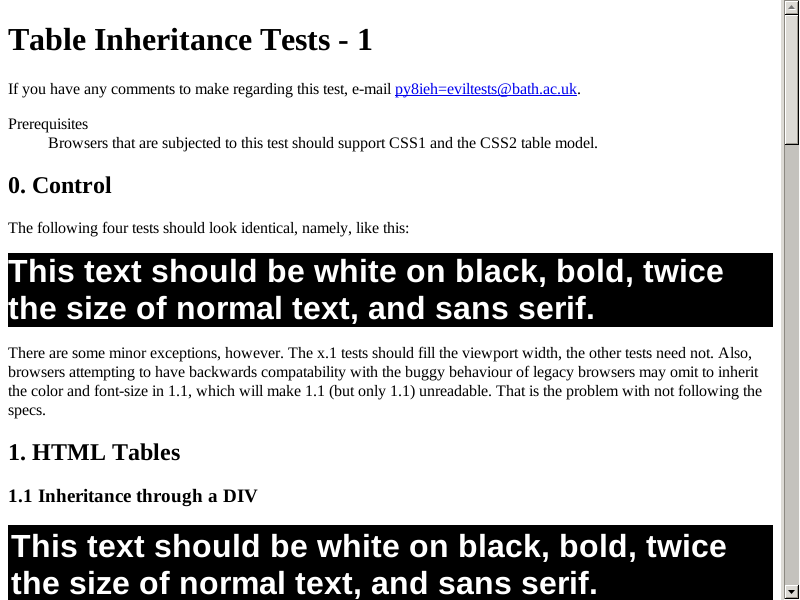 Table Inheritance Tests - 1
If you have any comments to make regarding this test, e-mail py8ieh=eviltests@bath.ac.uk.
Prerequisites
Browsers that are subjected to this test should support CSS1 and the CSS2 table model.
0. Control
The following four tests should look identical, namely, like this:
This text should be white on black, bold, twice
the size of normal text, and sans serif.
There are some minor exceptions, however. The x.1 tests should fill the viewport width, the other tests need not. Also,
browsers attempting to have backwards compatability with the buggy behaviour of legacy browsers may omit to inherit
the color and font-size in 1.1, which will make 1.1 (but only 1.1) unreadable. That is the problem with not following the
specs.
1. HTML Tables
1.1 Inheritance through a DIV
This text should be white on black, bold, twice
the size of normal text, and sans serif.